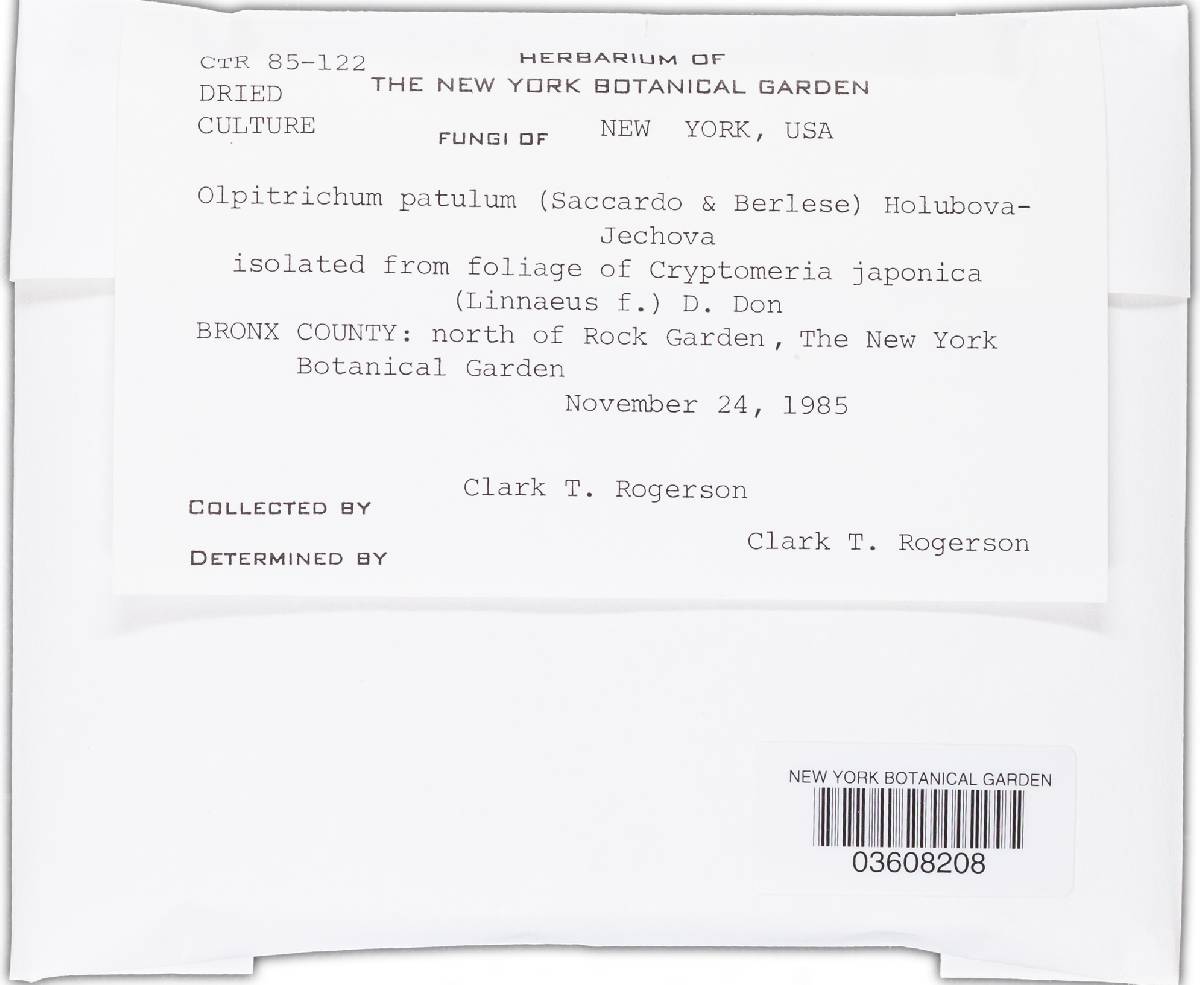 CTR 85-122
DRIED
CULTURE
HERBARIUM OF
THE NEW YORK BOTANICAL GARDEN
FUNGI OF NEW YORK, USA
Olpitrichum patulum (Saccardo & Berlese) Holubova-
Jechova
isolated from foliage of Cryptomeria japonica
(Linnaeus f.) D. Don
BRONX COUNTY: north of Rock Garden, The New York
Botanical Garden
November 24, 1985
COLLECTED BY Clark T. Rogerson
DETERMINED BY Clark T. Rogerson
NEW YORK BOTANICAL GARDEN
03608208